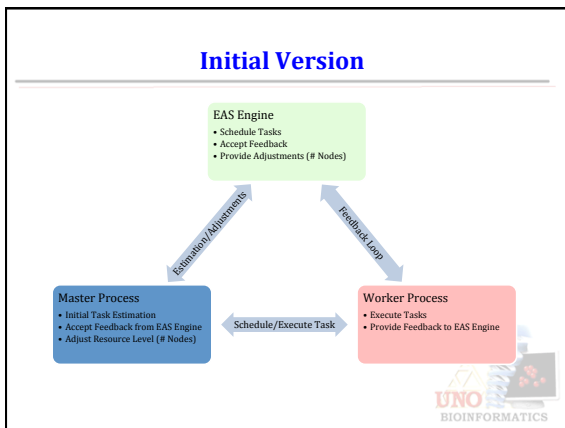 Initial Version
EAS Engine
• Schedule Tasks
• Accept Feedback
• Provide Adjustments (# Nodes)
Estimation/Adjustments
Feedback Loop
Master Process
• Initial Task Estimation
• Accept Feedback from EAS Engine
• Adjust Resource Level (# Nodes)
Schedule/Execute Task
Worker Process
• Execute Tasks
• Provide Feedback to EAS Engine
UNO
BIOINFORMATICS